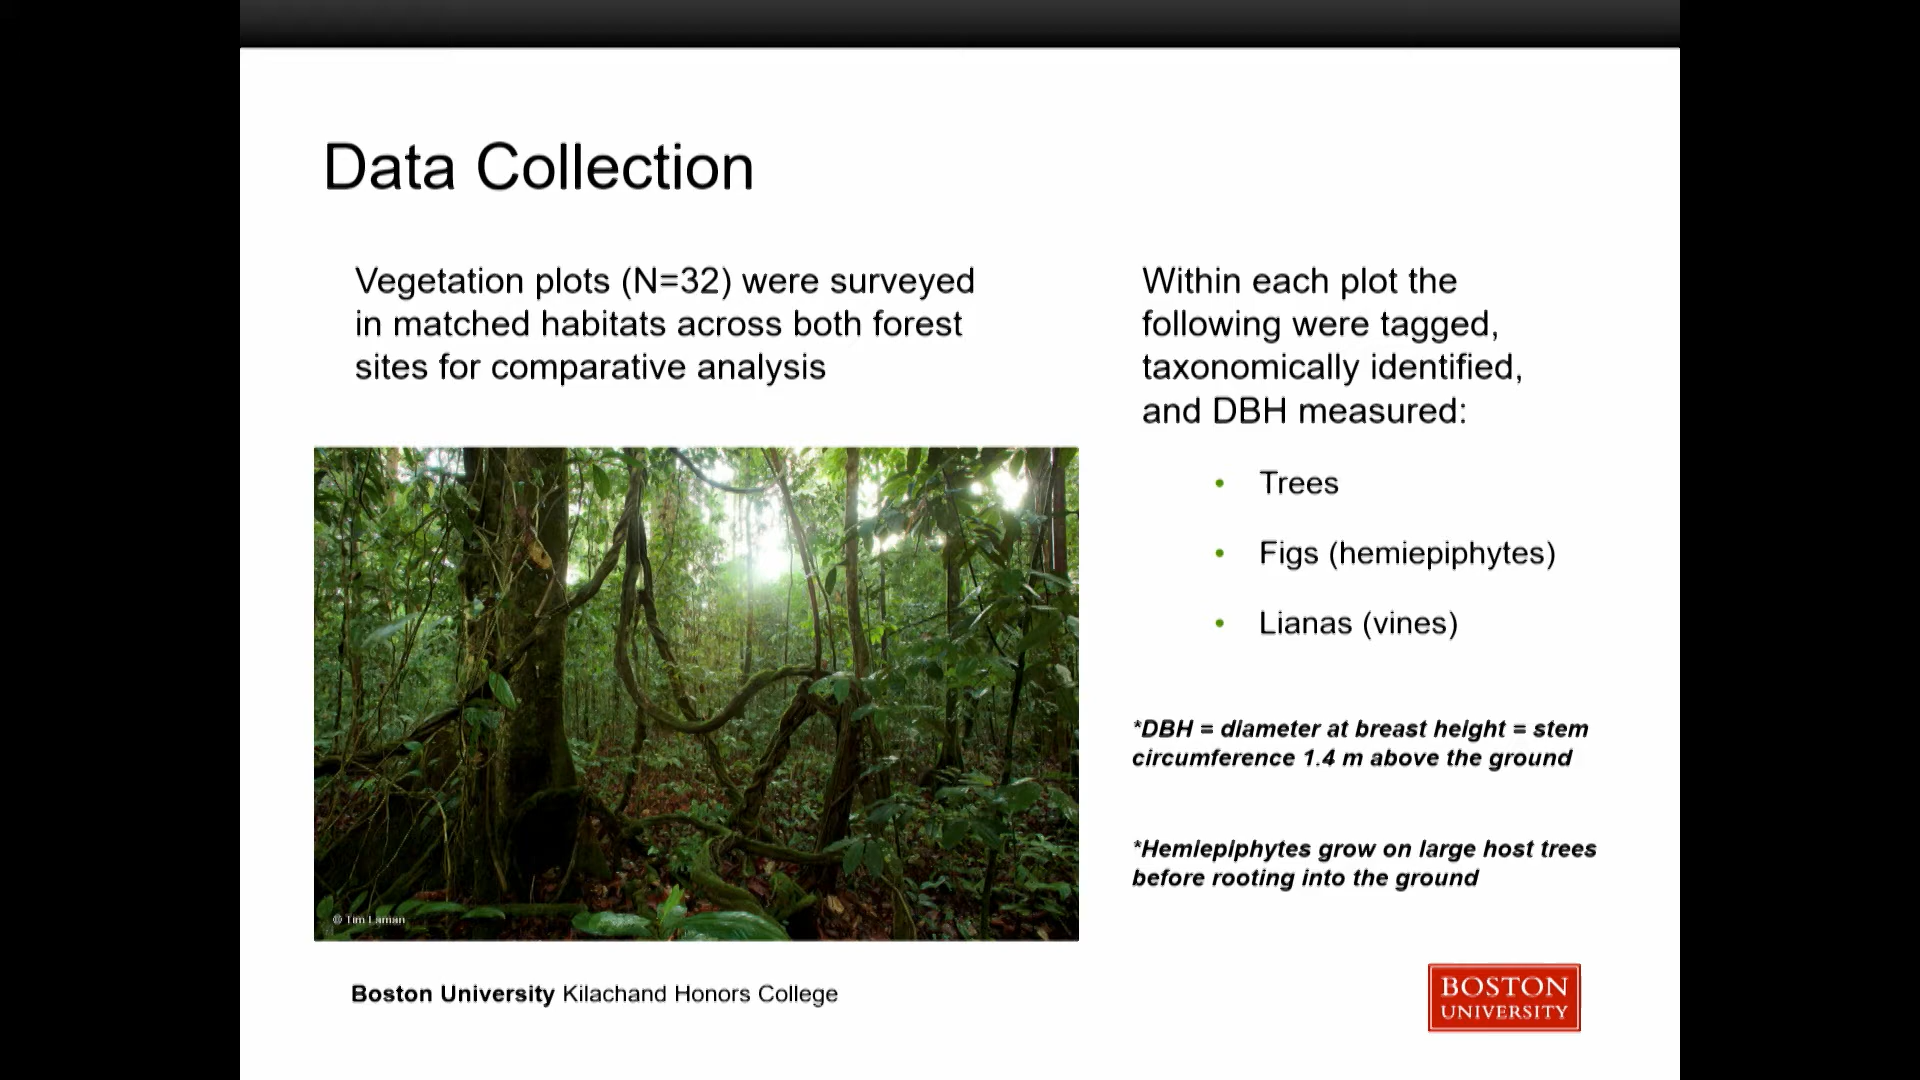 Data Collection
Vegetation plots (N=32) were surveyed
in matched habitats across both forest
sites for comparative analysis
Within each plot the
following were tagged,
taxonomically identified,
and DBH measured:
• Trees
• Figs (hemiepiphytes)
• Lianas (vines)
*DBH = diameter at breast height = stem
circumference 1.4 m above the ground
*Hemiepiphytes grow on large host trees
before rooting into the ground
© Tim Laman
Boston University Kilachand Honors College
BOSTON
UNIVERSITY